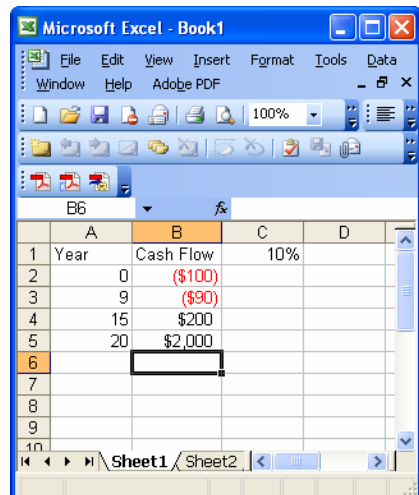 Microsoft Excel - Book1
File Edit View Insert Format Tools Data
Window Help Adobe PDF
100%
B6 fx
A B C D
1 Year Cash Flow 10%
2 0 ($100)
3 9 ($90)
4 15 $200
5 20 $2,000
6
7
8
9
10
Sheet1 Sheet2